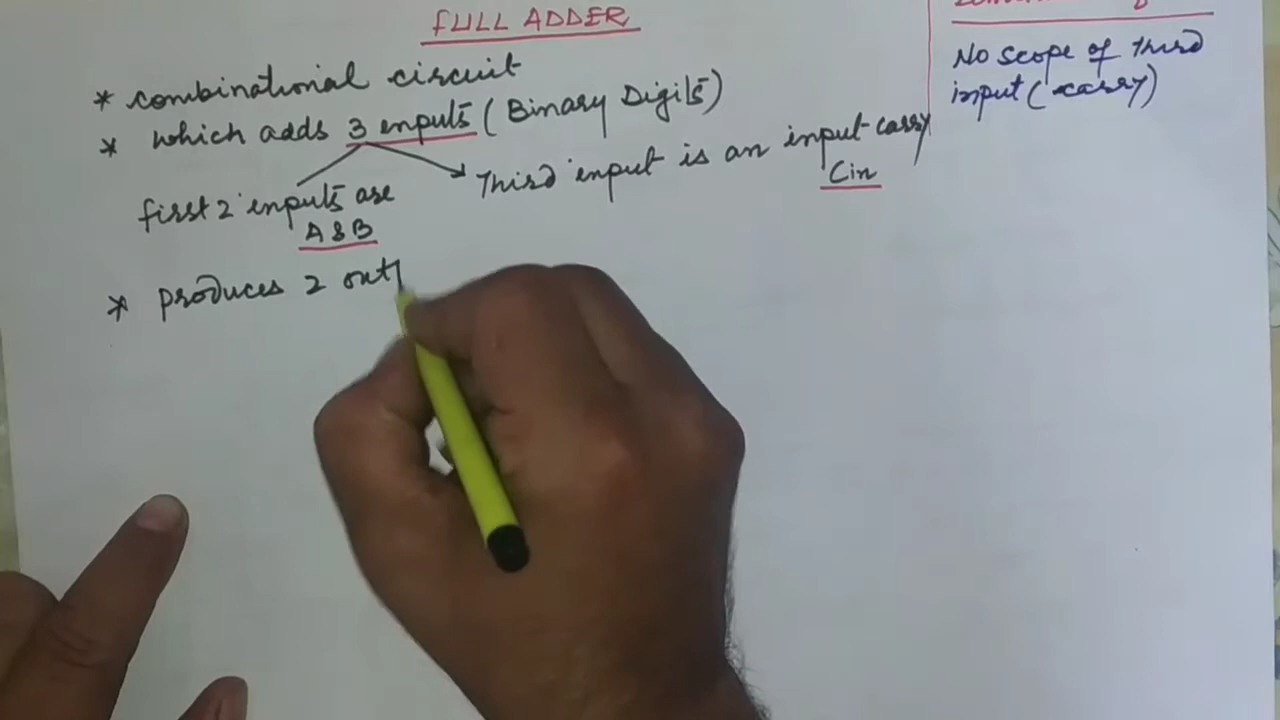 FULL ADDER
* combinational circuit
* which adds 3 inputs (Binary Digits)
first 2 inputs are
A & B
Third input is an input-carry
Cin
* produces 2 outp
No scope of third
input (carry)